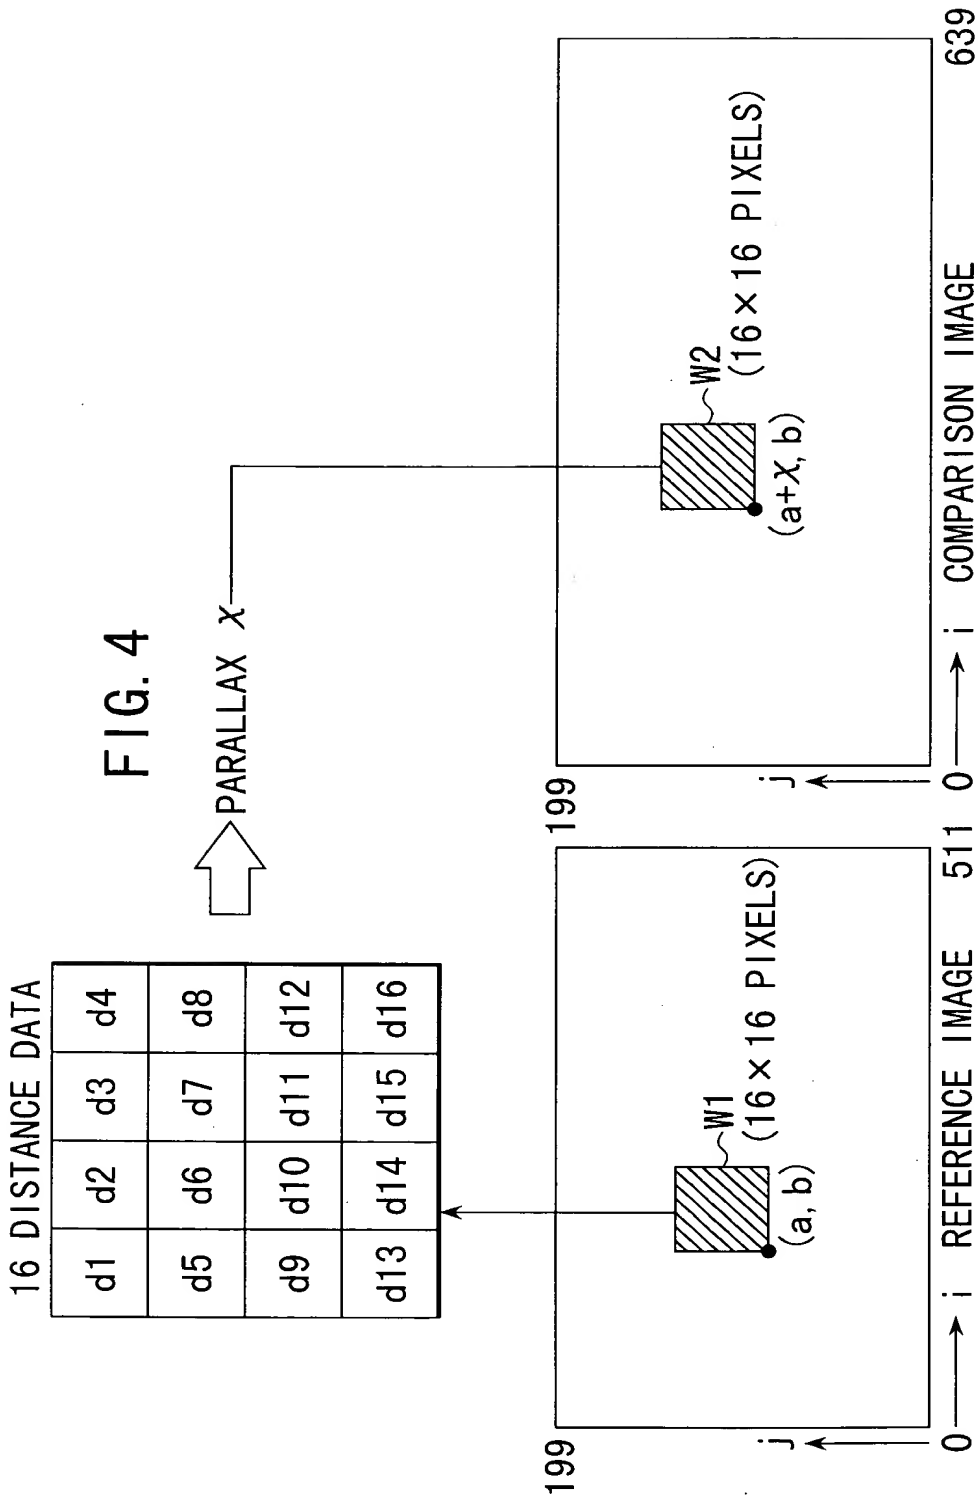 FIG. 4
16 DISTANCE DATA
d1 d2 d3 d4
d5 d6 d7 d8
d9 d10 d11 d12
d13 d14 d15 d16
PARALLAX χ
199
j
W1
(16×16 PIXELS)
(a, b)
0 i REFERENCE IMAGE 511
199
j
W2
(16×16 PIXELS)
(a+χ, b)
0 i COMPARISON IMAGE 639